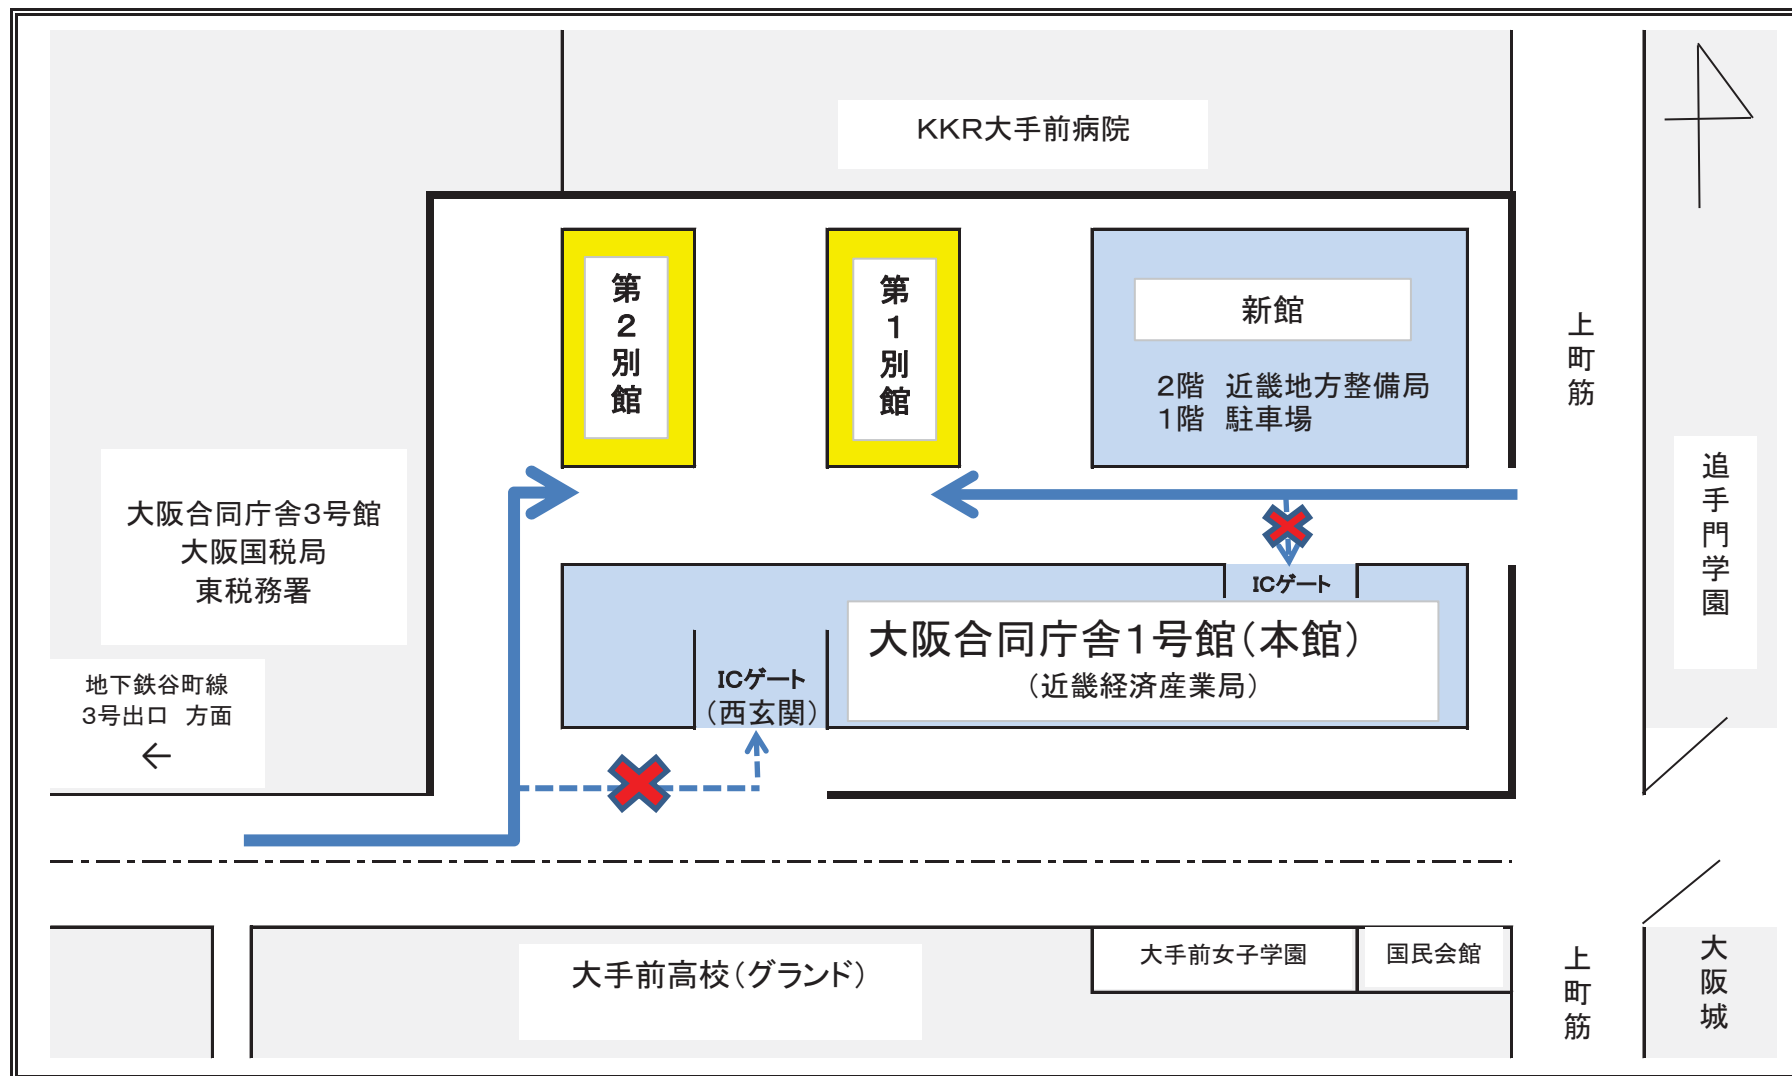 KKR大手前病院
第2別館
第1別館
新館
2階　近畿地方整備局
1階　駐車場
上町筋
追手門学園
大阪合同庁舎3号館
大阪国税局
東税務署
ICゲート
大阪合同庁舎1号館(本館)
(近畿経済産業局)
ICゲート
(西玄関)
地下鉄谷町線
3号出口　方面
←
大手前高校(グランド)
大手前女子学園
国民会館
上町筋
大阪城